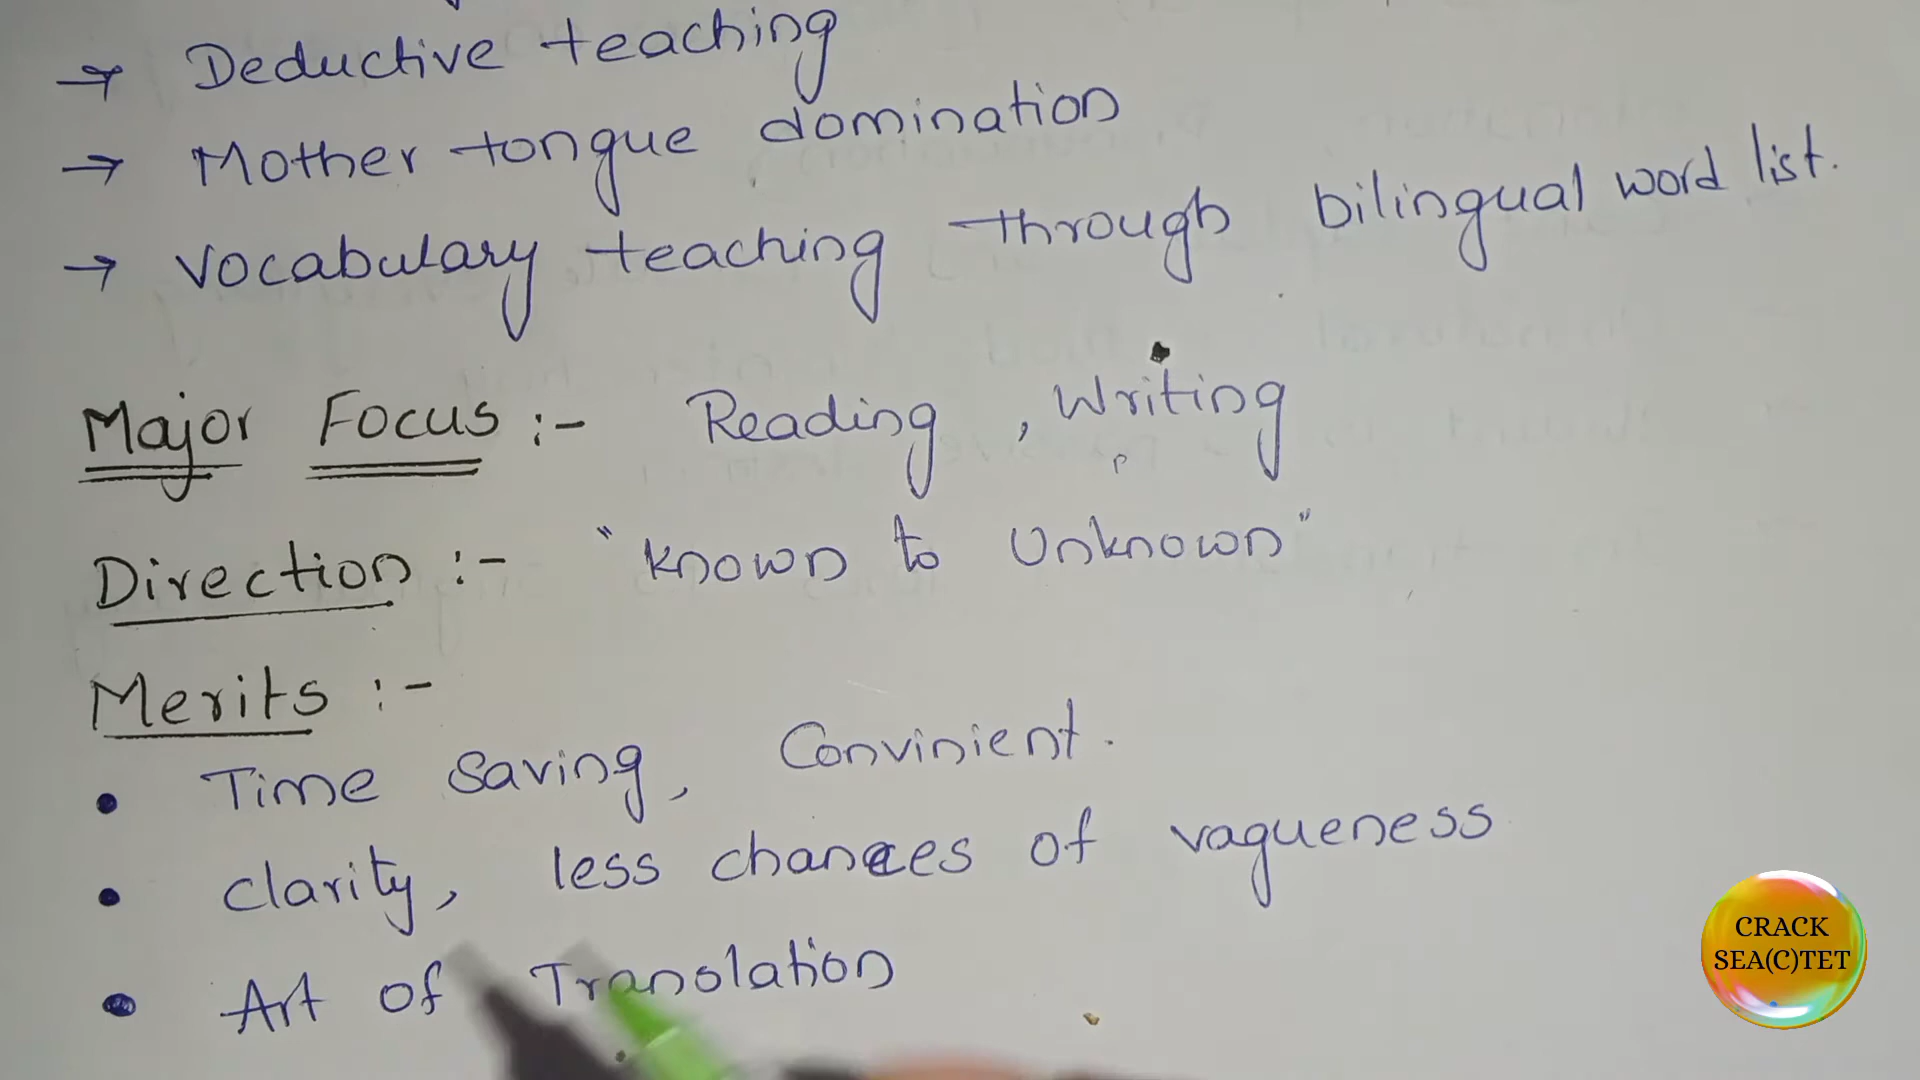 → Deductive teaching
→ Mother tongue domination
→ Vocabulary teaching through bilingual word list.
Major Focus :- Reading, Writing
Direction :- "Known to Unknown"
Merits :-
• Time saving, Convinient.
• Clarity, less chances of vagueness
• Art of Translation
CRACK
SEA(C)TET